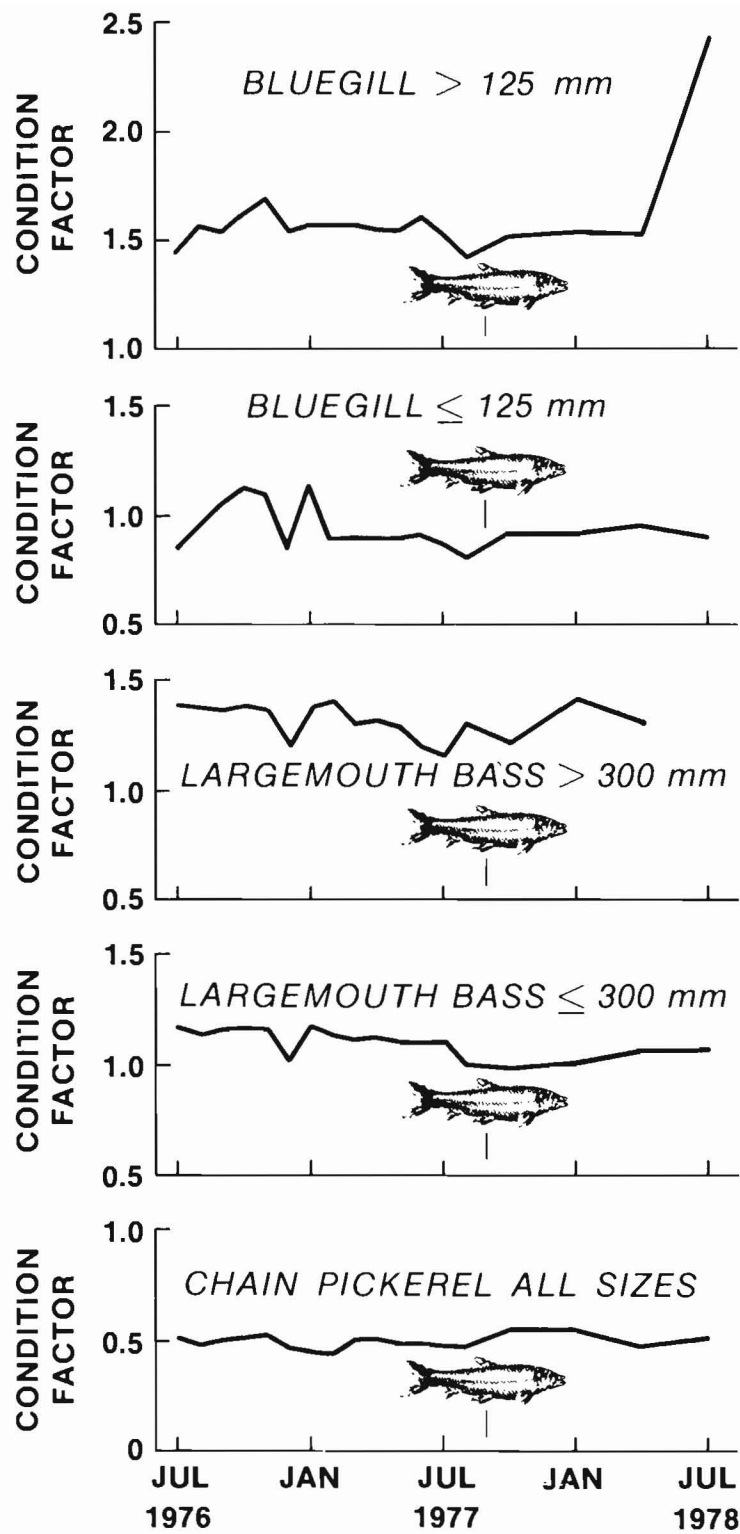 2.5
BLUEGILL > 125 mm
2.0
CONDITION
FACTOR
1.5
1.0
1.5
BLUEGILL ≤ 125 mm
CONDITION
FACTOR
1.0
0.5
1.5
CONDITION
FACTOR
LARGEMOUTH BASS > 300 mm
1.0
0.5
1.5
LARGEMOUTH BASS ≤ 300 mm
CONDITION
FACTOR
1.0
0.5
1.0
CHAIN PICKEREL ALL SIZES
CONDITION
FACTOR
0.5
0
JUL JAN JUL JAN JUL
1976 1977 1978